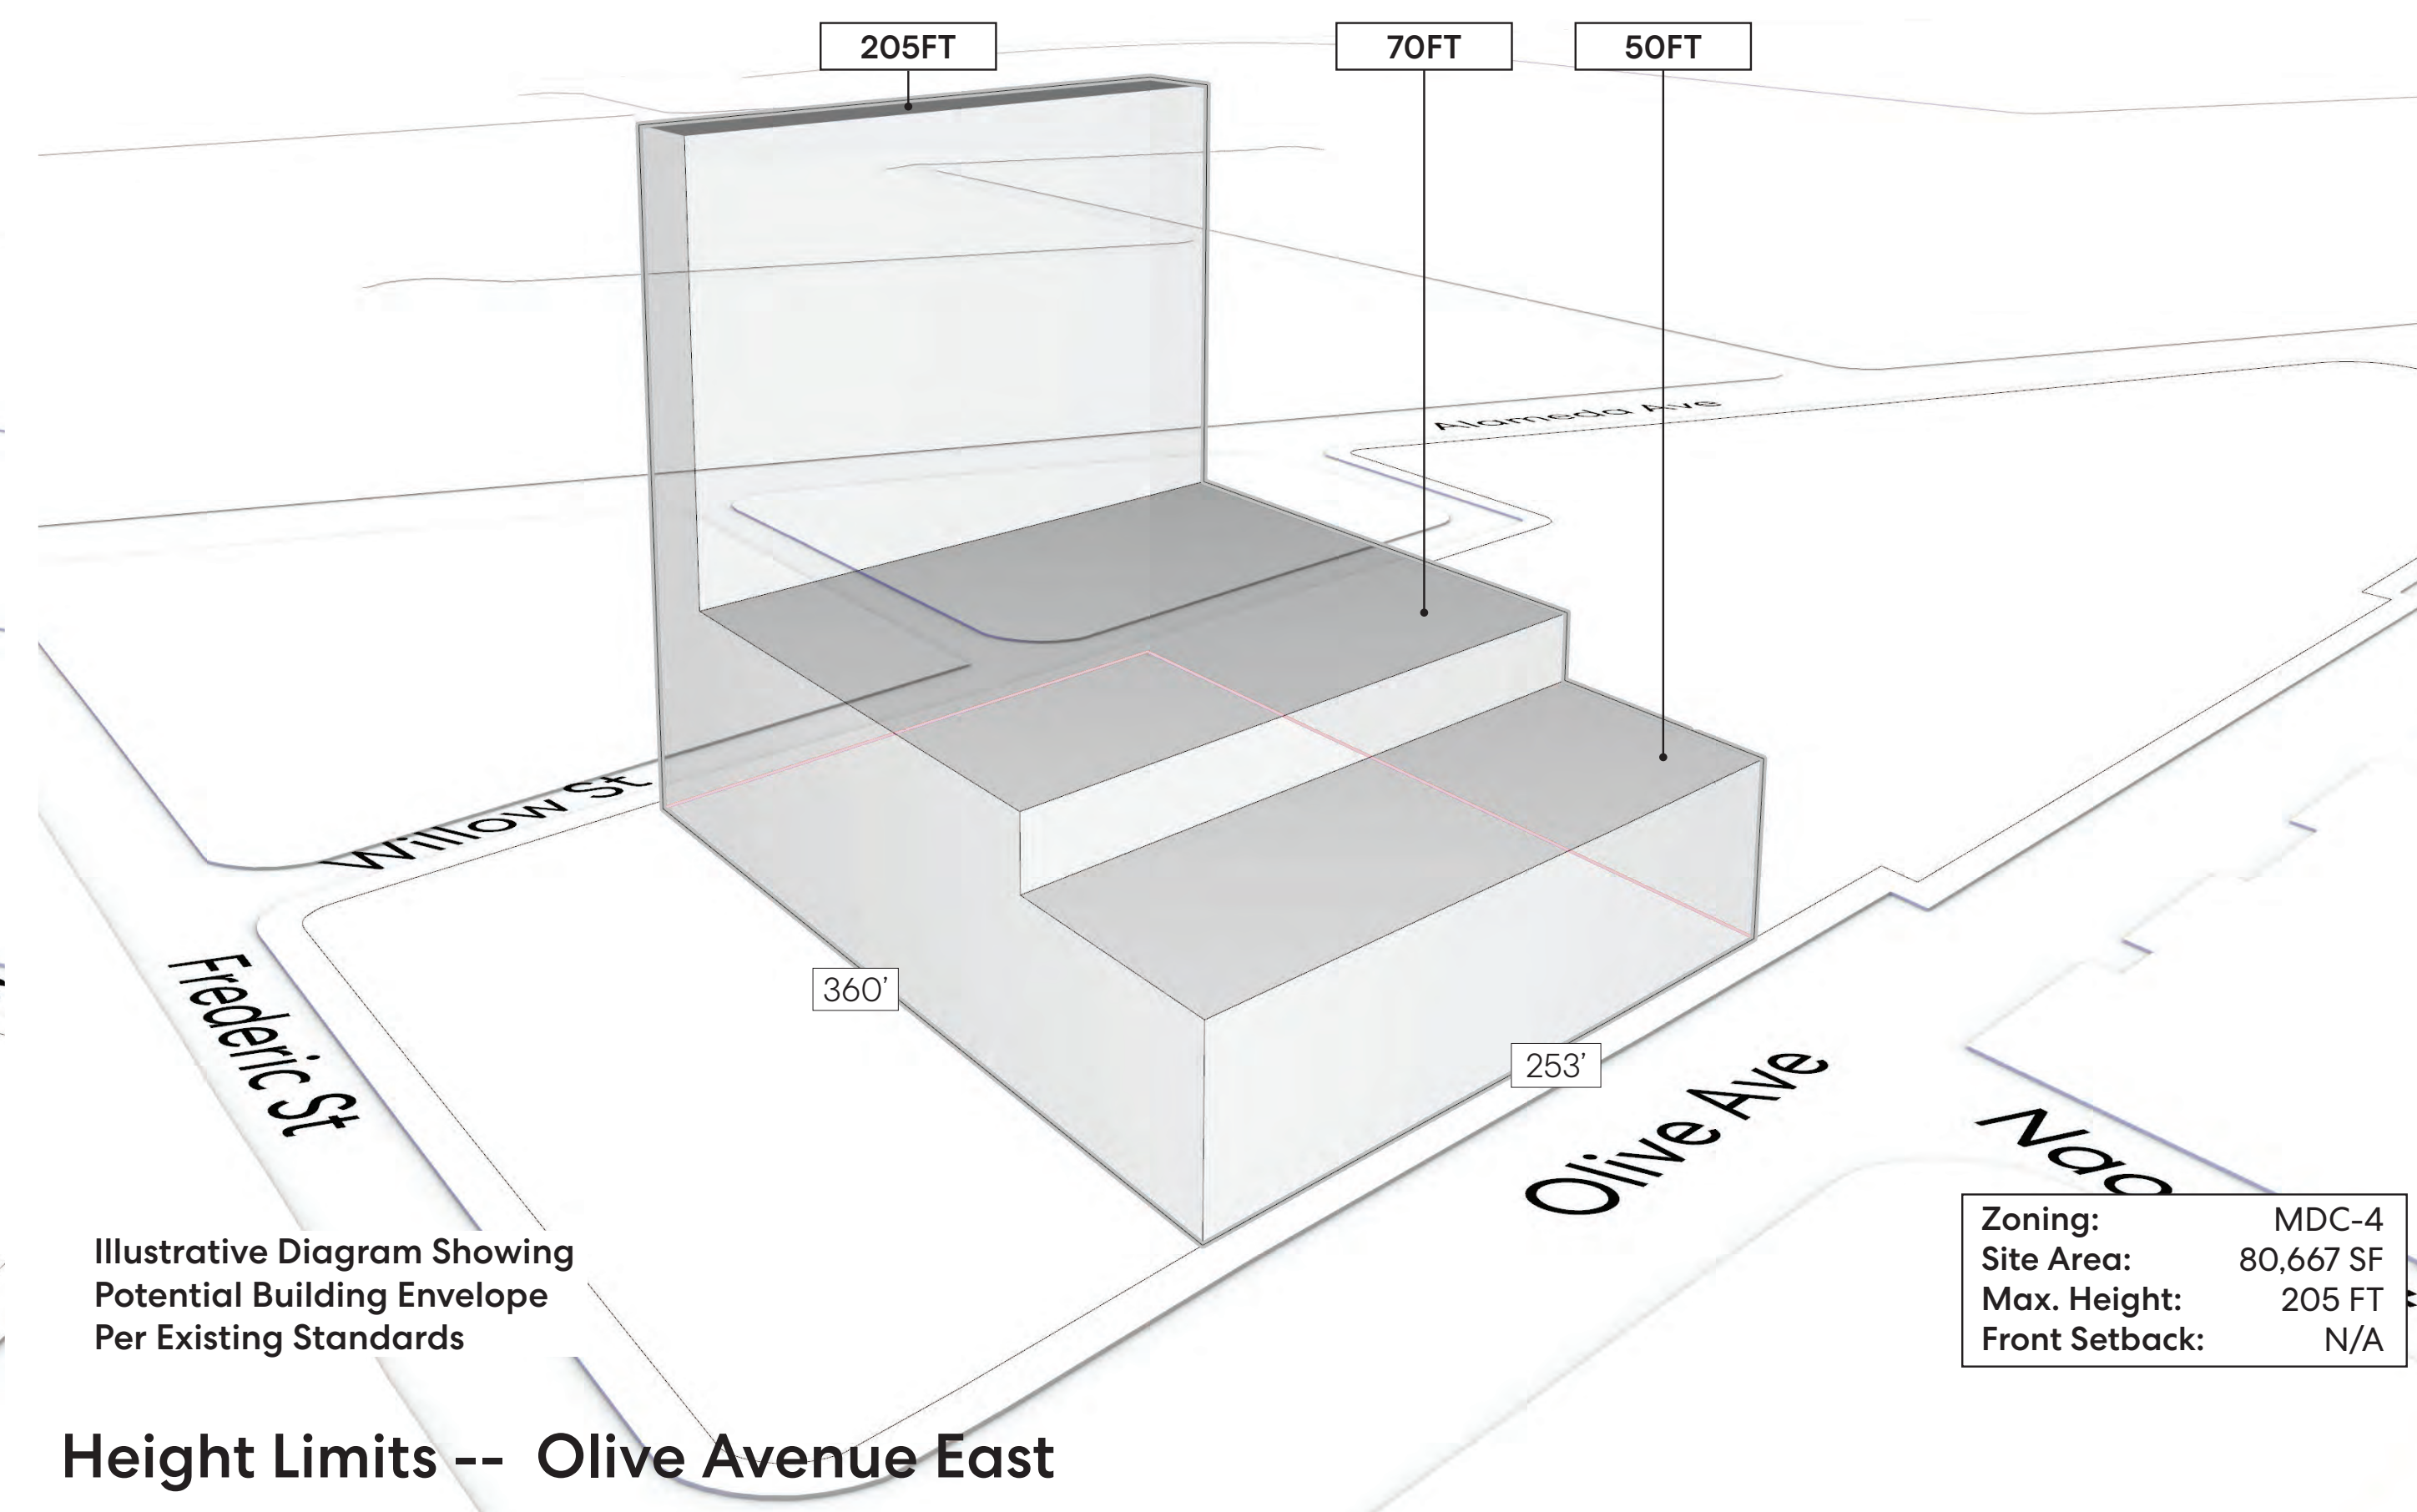 205FT
70FT
50FT
Alameda Ave
Willow St
Frederic St
360’
253’
Olive Ave
Zoning: MDC-4
Site Area: 80,667 SF
Max. Height: 205 FT
Front Setback: N/A
Illustrative Diagram Showing
Potential Building Envelope
Per Existing Standards
Height Limits -- Olive Avenue East